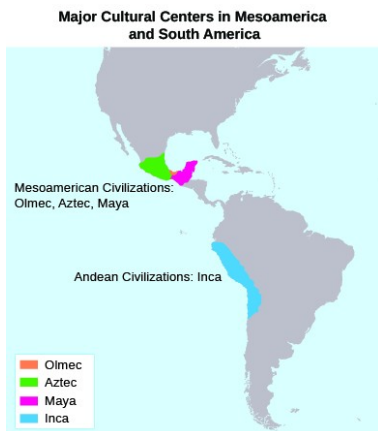 Major Cultural Centers in Mesoamerica
and South America
Mesoamerican Civilizations:
Olmec, Aztec, Maya
Andean Civilizations: Inca
Olmec
Aztec
Maya
Inca